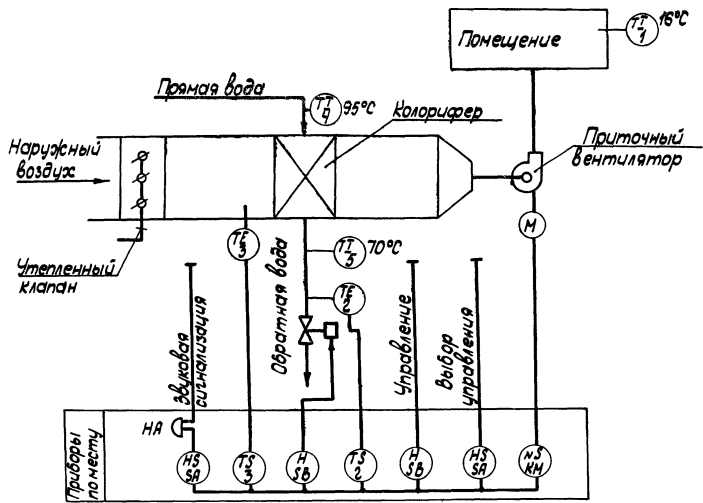 TT
1
16°C
Помещение
Прямая вода
TT
4
95°C
Колорифер
Наружный
воздух
Приточный
вентилятор
M
TE
3
TI
5
70°C
Утепленный
клапан
TE
2
Звуковая
сигнализация
Обратная вода
Управление
Выбор
управления
Приборы
по месту
HA
HS
SA
TS
3
H
SB
TS
2
H
SB
HS
SA
NS
KM